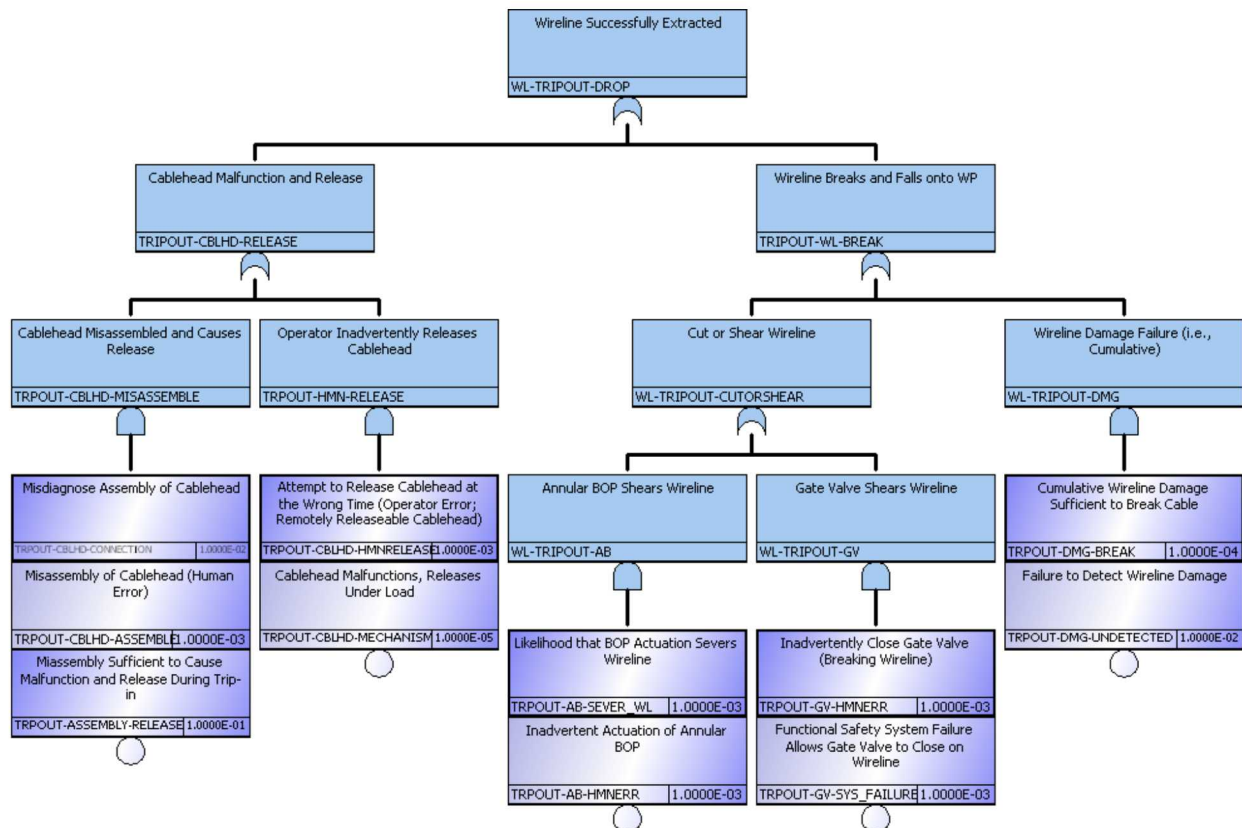 Wireline Successfully Extracted
WL-TRIPOUT-DROP
Cablehead Malfunction and Release
TRIPOUT-CBLHD-RELEASE
Wireline Breaks and Falls onto WP
TRIPOUT-WL-BREAK
Cablehead Misassembled and Causes
Release
TRPOUT-CBLHD-MISASSEMBLE
Operator Inadvertently Releases
Cablehead
TRPOUT-HMN-RELEASE
Cut or Shear Wireline
WL-TRIPOUT-CUTORSHEAR
Wireline Damage Failure (i.e.,
Cumulative)
WL-TRIPOUT-DMG
Misdiagnose Assembly of Cablehead
TRPOUT-CBLHD-CONNECTION 1.0000E-02
Misassembly of Cablehead (Human
Error)
TRPOUT-CBLHD-ASSEMBLE 1.0000E-03
Miassembly Sufficient to Cause
Malfunction and Release During Trip-
in
TRPOUT-ASSEMBLY-RELEASE 1.0000E-01
Attempt to Release Cablehead at
the Wrong Time (Operator Error;
Remotely Releaseable Cablehead)
TRPOUT-CBLHD-HMNRELEASE 1.0000E-03
Cablehead Malfunctions, Releases
Under Load
TRPOUT-CBLHD-MECHANISM 1.0000E-05
Annular BOP Shears Wireline
WL-TRIPOUT-AB
Gate Valve Shears Wireline
WL-TRIPOUT-GV
Cumulative Wireline Damage
Sufficient to Break Cable
TRPOUT-DMG-BREAK 1.0000E-04
Failure to Detect Wireline Damage
TRPOUT-DMG-UNDETECTED 1.0000E-02
Likelihood that BOP Actuation Severs
Wireline
TRPOUT-AB-SEVER_WL 1.0000E-03
Inadvertent Actuation of Annular
BOP
TRPOUT-AB-HMNERR 1.0000E-03
Inadvertently Close Gate Valve
(Breaking Wireline)
TRPOUT-GV-HMNERR 1.0000E-03
Functional Safety System Failure
Allows Gate Valve to Close on
Wireline
TRPOUT-GV-SYS_FAILURE 1.0000E-03